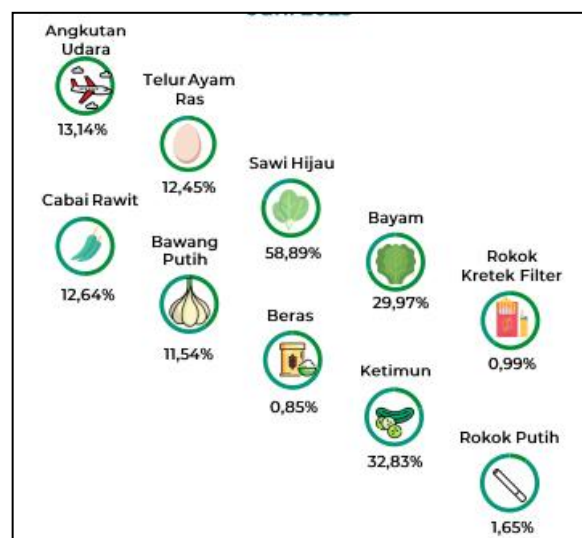 Angkutan
Udara
13,14%
Telur Ayam
Ras
12,45%
Sawi Hijau
58,89%
Bayam
29,97%
Rokok
Kretek Filter
0,99%
Cabai Rawit
12,64%
Bawang
Putih
11,54%
Beras
0,85%
Ketimun
32,83%
Rokok Putih
1,65%